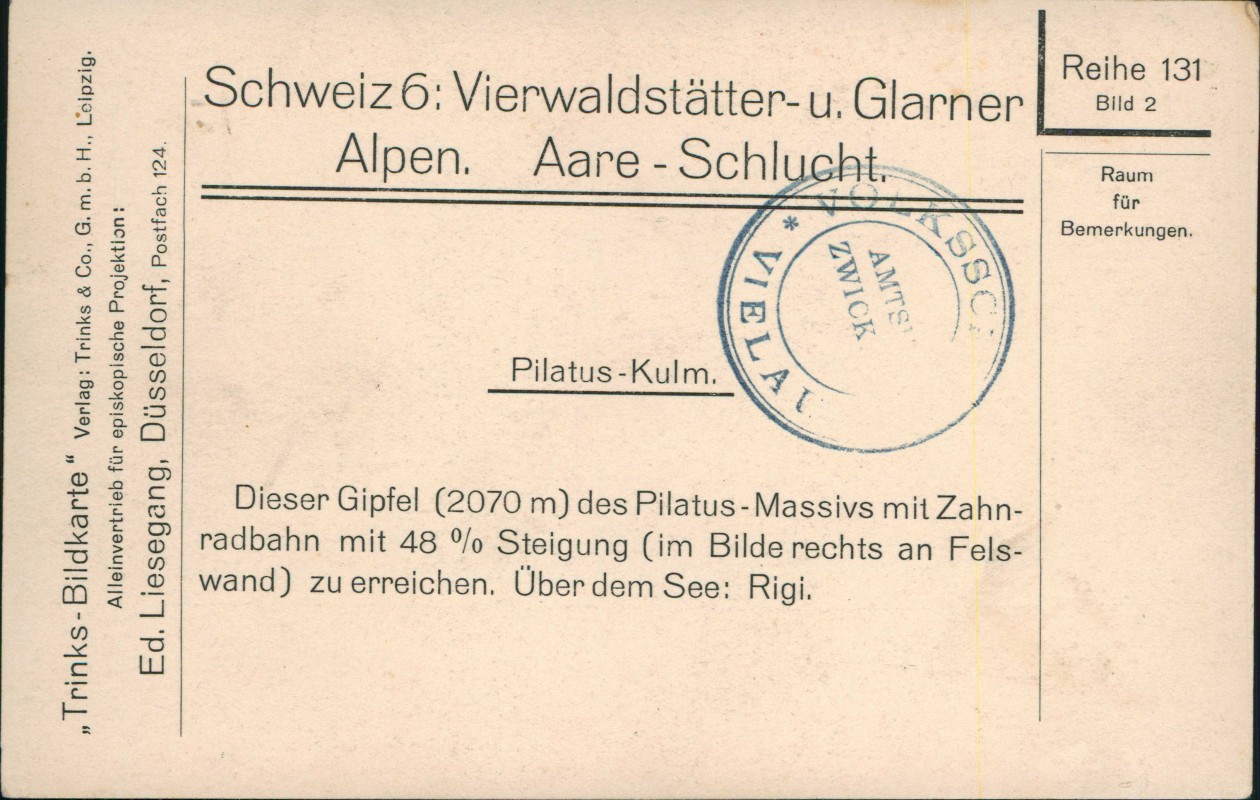 „Trinks-Bildkarte“ Verlag: Trinks & Co., G. m. b. H., Leipzig.
Alleinvertrieb für episkopische Projektion:
Ed. Liesegang, Düsseldorf, Postfach 124.
Schweiz 6: Vierwaldstätter- u. Glarner
Alpen. Aare - Schlucht.
Reihe 131
Bild 2
Raum
für
Bemerkungen.
* VIELAU
AMTS
ZWICK
Pilatus-Kulm.
Dieser Gipfel (2070 m) des Pilatus-Massivs mit Zahn-
radbahn mit 48 % Steigung (im Bilde rechts an Fels-
wand) zu erreichen. Über dem See: Rigi.